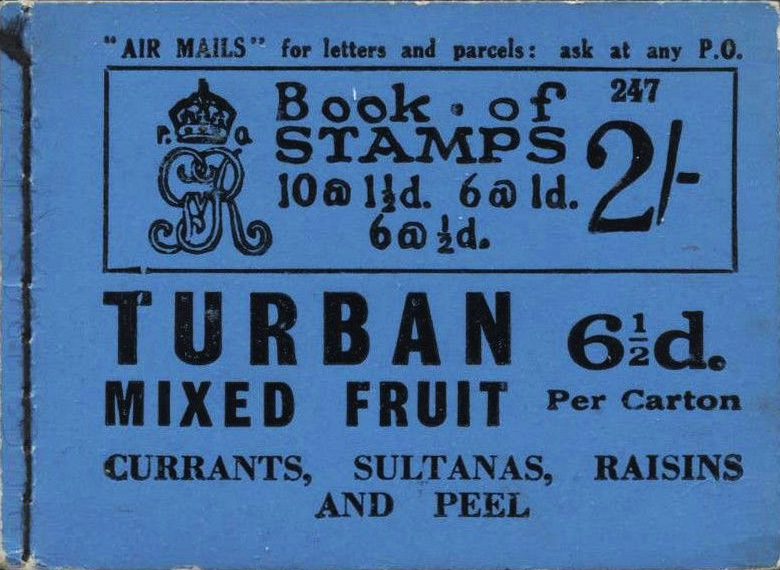 "AIR MAILS" for letters and parcels: ask at any P.O.
247
Book of
STAMPS
2/-
10 @ 1½d. 6 @ 1d.
6 @ ½d.
G R
TURBAN 6½d.
MIXED FRUIT Per Carton
CURRANTS, SULTANAS, RAISINS
AND PEEL